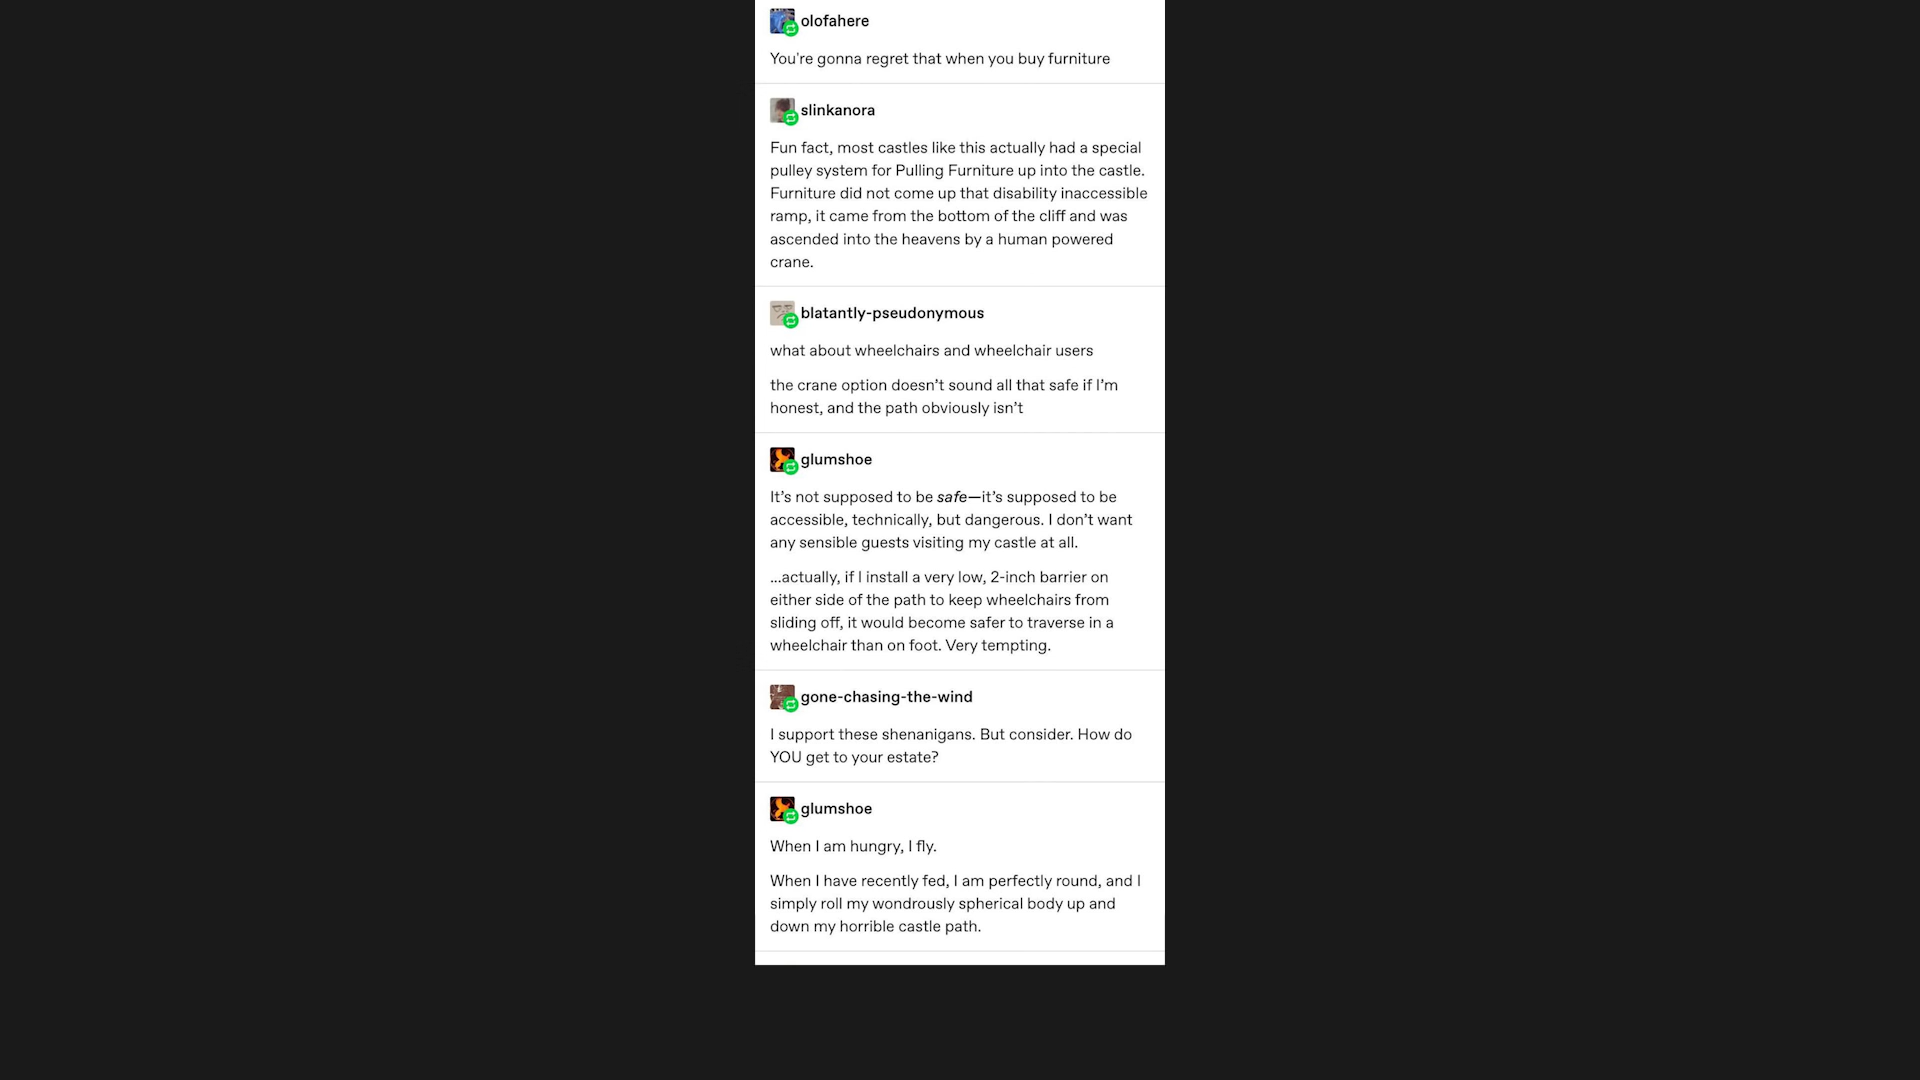 olofahere
You're gonna regret that when you buy furniture
slinkanora
Fun fact, most castles like this actually had a special
pulley system for Pulling Furniture up into the castle.
Furniture did not come up that disability inaccessible
ramp, it came from the bottom of the cliff and was
ascended into the heavens by a human powered
crane.
blatantly-pseudonymous
what about wheelchairs and wheelchair users
the crane option doesn’t sound all that safe if I’m
honest, and the path obviously isn’t
glumshoe
It’s not supposed to be safe—it’s supposed to be
accessible, technically, but dangerous. I don’t want
any sensible guests visiting my castle at all.
...actually, if I install a very low, 2-inch barrier on
either side of the path to keep wheelchairs from
sliding off, it would become safer to traverse in a
wheelchair than on foot. Very tempting.
gone-chasing-the-wind
I support these shenanigans. But consider. How do
YOU get to your estate?
glumshoe
When I am hungry, I fly.
When I have recently fed, I am perfectly round, and I
simply roll my wondrously spherical body up and
down my horrible castle path.